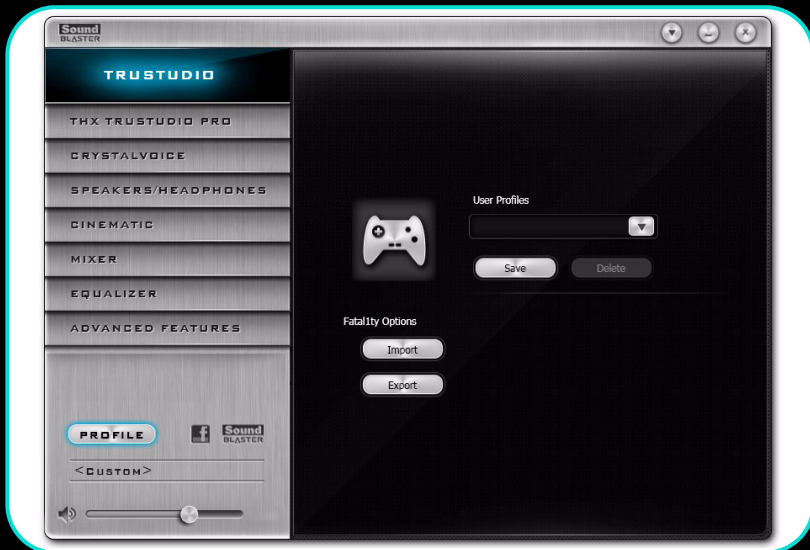 Sound
BLASTER
TRUSTUDIO
THX TRUSTUDIO PRO
CRYSTALVOICE
SPEAKERS/HEADPHONES
CINEMATIC
MIXER
EQUALIZER
ADVANCED FEATURES
PROFILE
f
Sound
BLASTER
<CUSTOM>
User Profiles
Save
Delete
Fatal1ty Options
Import
Export